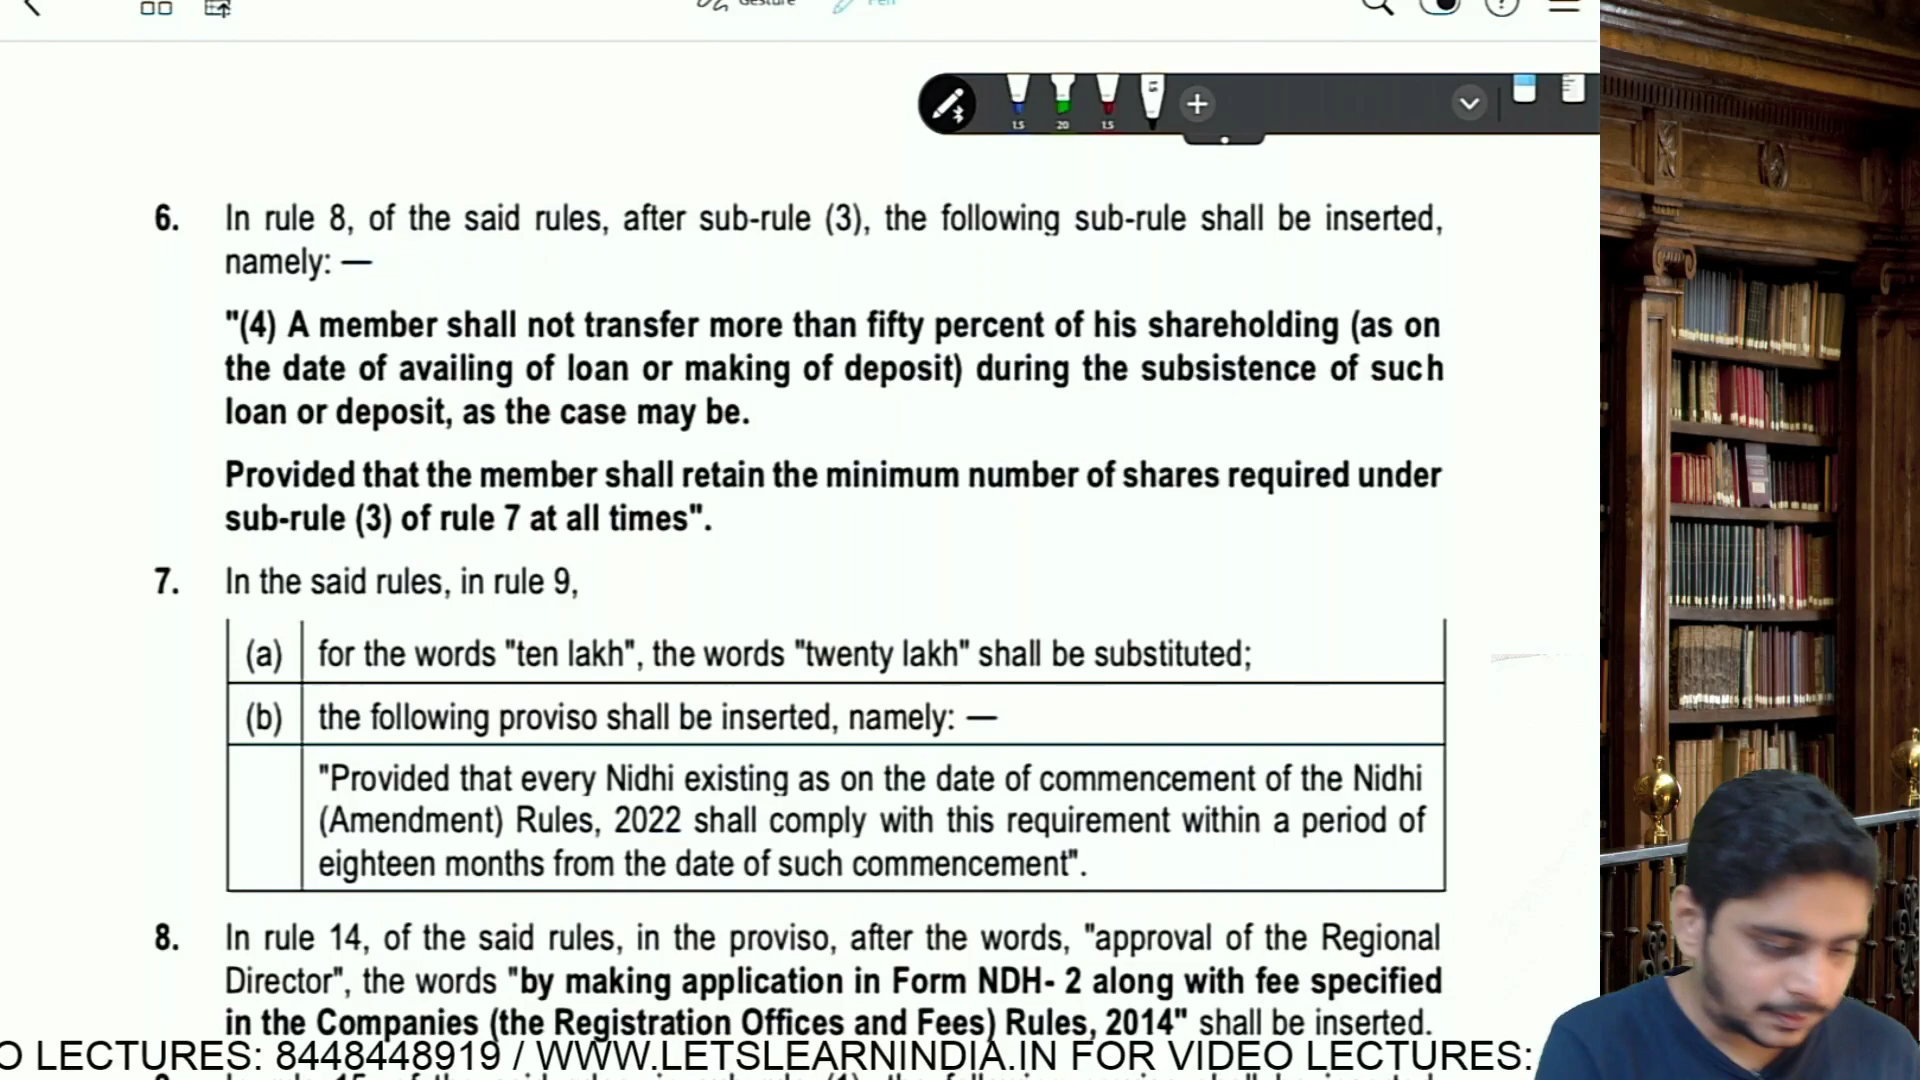 Gesture Pen
1.5 20 1.5 1.5
6. In rule 8, of the said rules, after sub-rule (3), the following sub-rule shall be inserted,
namely: —
"(4) A member shall not transfer more than fifty percent of his shareholding (as on
the date of availing of loan or making of deposit) during the subsistence of such
loan or deposit, as the case may be.
Provided that the member shall retain the minimum number of shares required under
sub-rule (3) of rule 7 at all times".
7. In the said rules, in rule 9,
(a) for the words "ten lakh", the words "twenty lakh" shall be substituted;
(b) the following proviso shall be inserted, namely: —
"Provided that every Nidhi existing as on the date of commencement of the Nidhi
(Amendment) Rules, 2022 shall comply with this requirement within a period of
eighteen months from the date of such commencement".
8. In rule 14, of the said rules, in the proviso, after the words, "approval of the Regional
Director", the words "by making application in Form NDH- 2 along with fee specified
in the Companies (the Registration Offices and Fees) Rules, 2014" shall be inserted.
O LECTURES: 8448448919 / WWW.LETSLEARNINDIA.IN FOR VIDEO LECTURES: